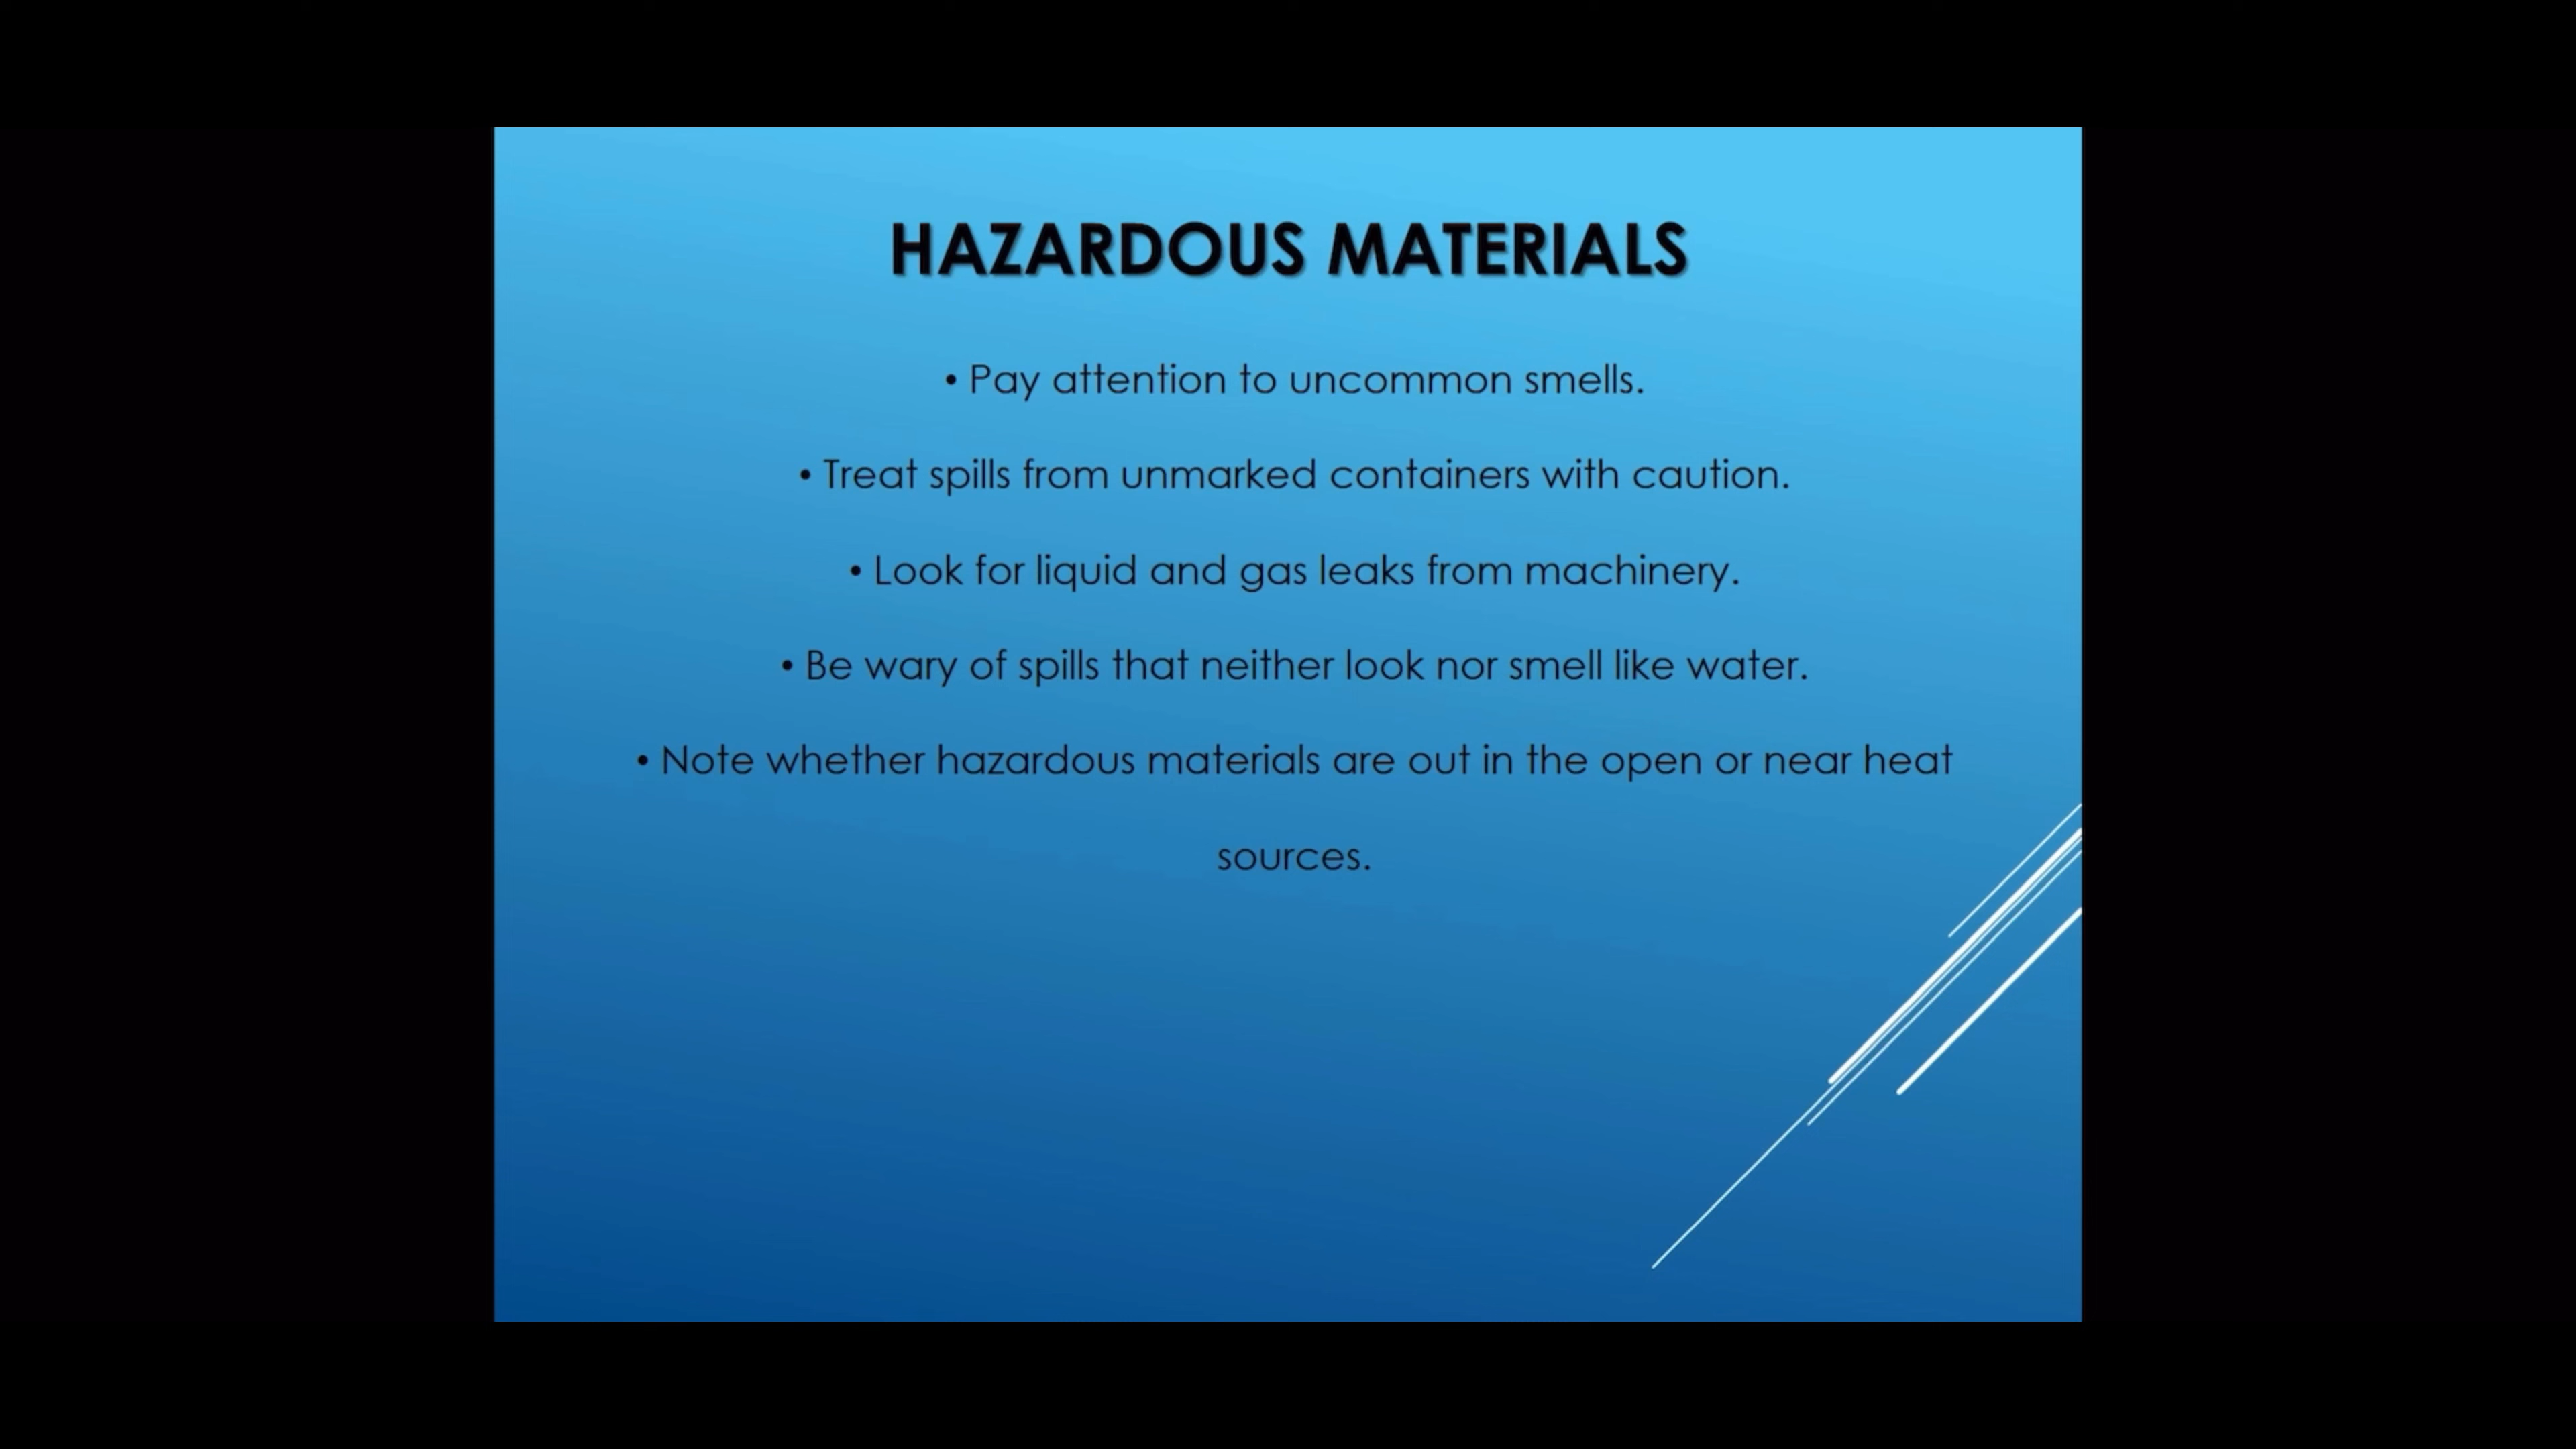 HAZARDOUS MATERIALS
• Pay attention to uncommon smells.
• Treat spills from unmarked containers with caution.
• Look for liquid and gas leaks from machinery.
• Be wary of spills that neither look nor smell like water.
• Note whether hazardous materials are out in the open or near heat
sources.